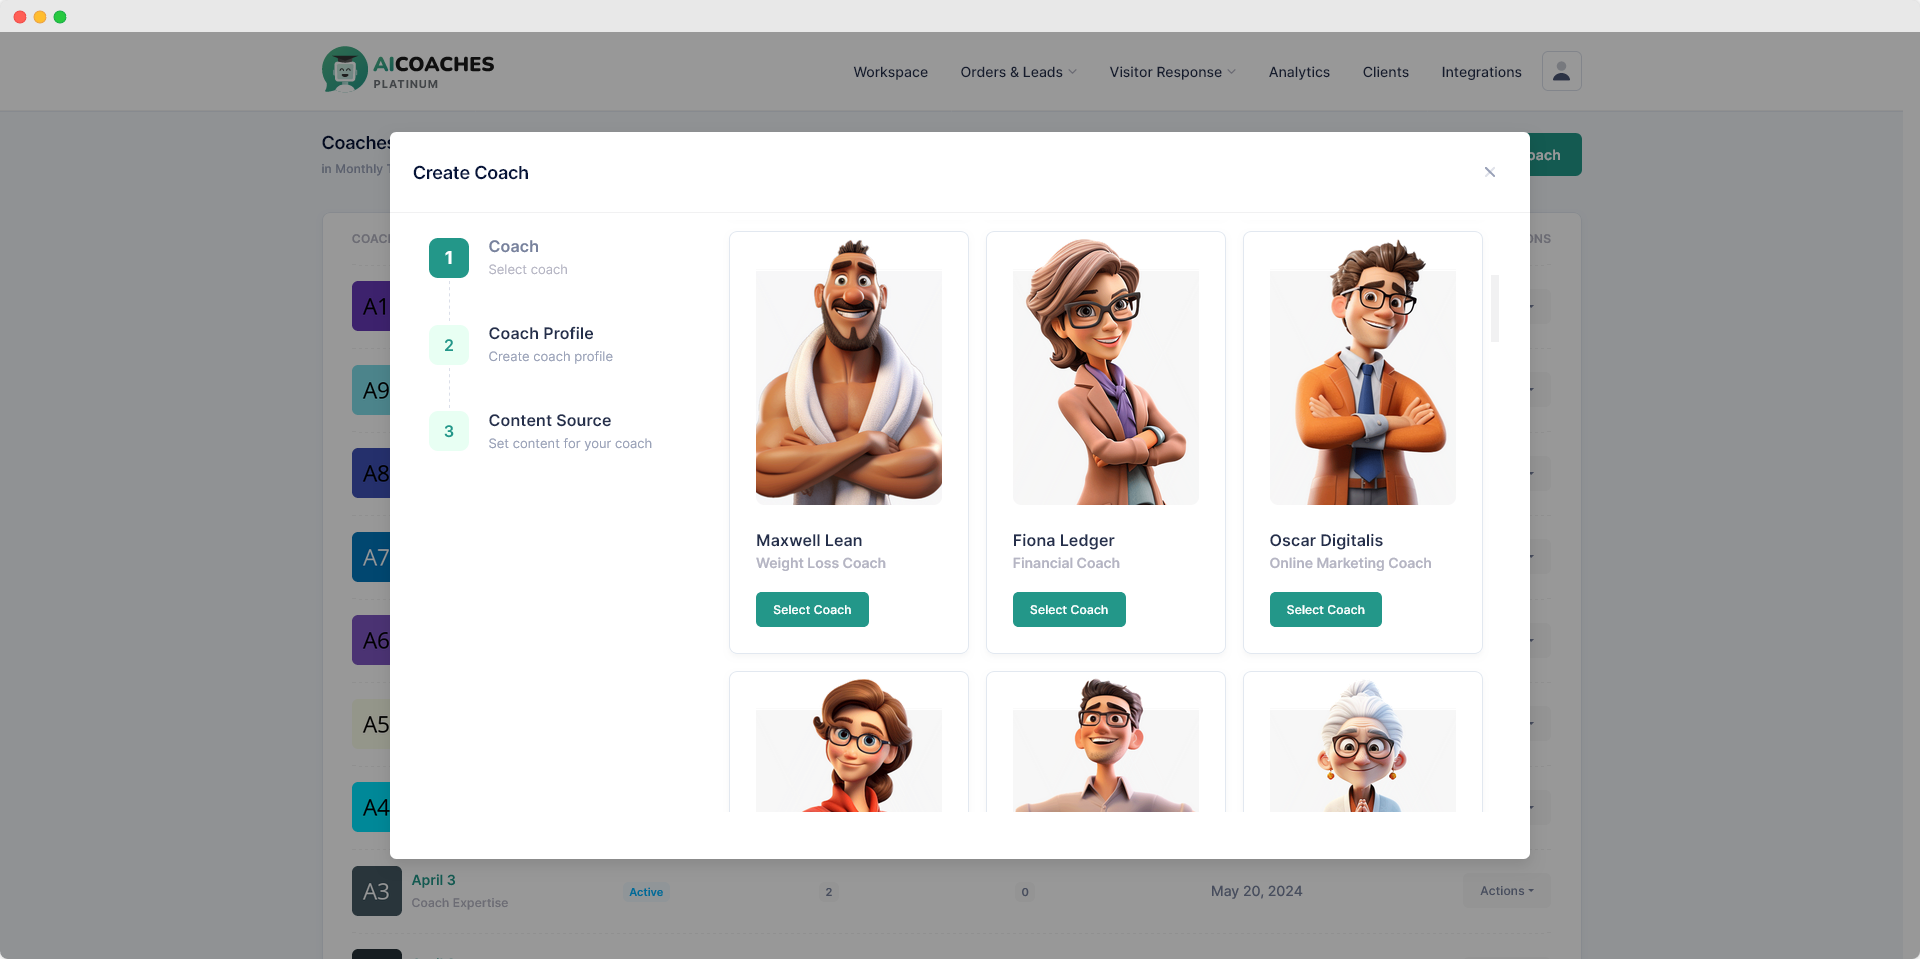 AICOACHES
PLATINUM
Workspace
Orders & Leads
Visitor Response
Analytics
Clients
Integrations
Coaches
in Monthly
Create Coach
1
Coach
Select coach
2
Coach Profile
Create coach profile
3
Content Source
Set content for your coach
Maxwell Lean
Weight Loss Coach
Select Coach
Fiona Ledger
Financial Coach
Select Coach
Oscar Digitalis
Online Marketing Coach
Select Coach
A1
A9
A8
A7
A6
A5
A4
A3
April 3
Coach Expertise
Active
2
0
May 20, 2024
Actions